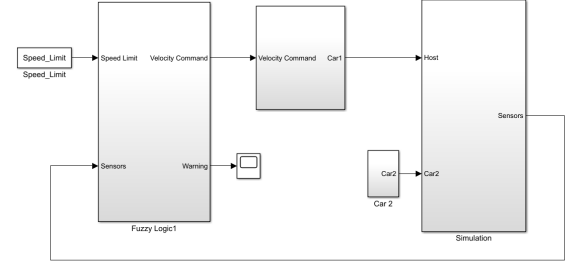 Speed_Limit
Speed_Limit
Speed Limit
Velocity Command
Sensors
Warning
Fuzzy Logic1
Velocity Command
Car1
Car2
Car 2
Host
Sensors
Car2
Simulation